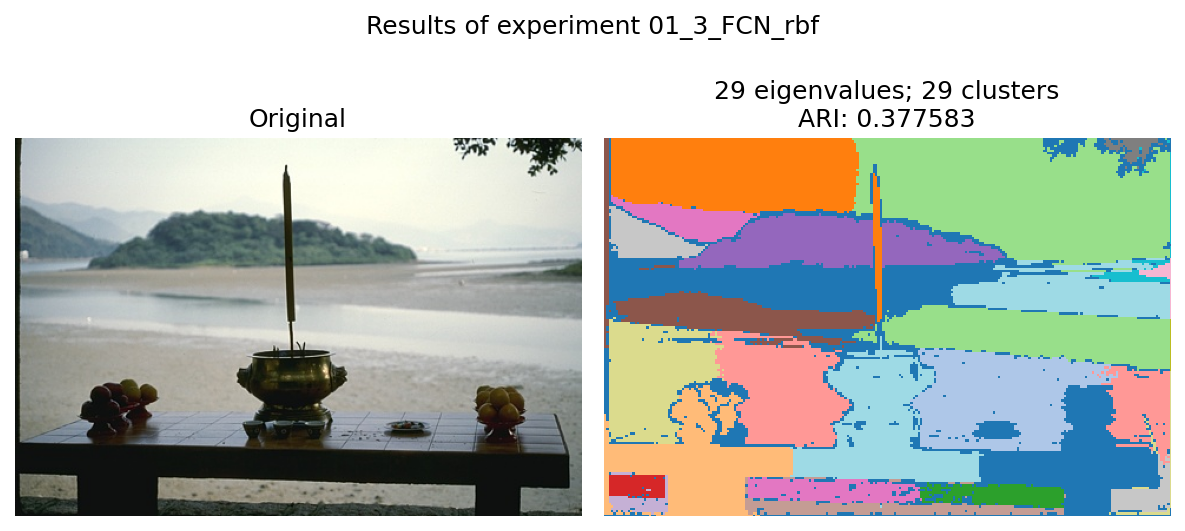 Results of experiment 01_3_FCN_rbf
Original
29 eigenvalues; 29 clusters
ARI: 0.377583